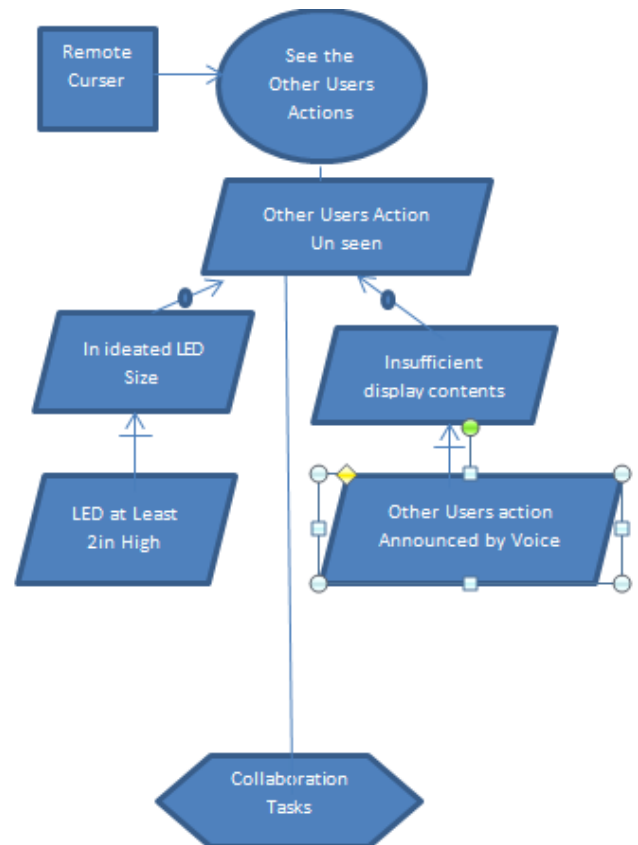 Remote
Curser
See the
Other Users
Actions
Other Users Action
Un seen
In ideated LED
Size
Insufficient
display contents
LED at Least
2in High
Other Users action
Announced by Voice
Collaboration
Tasks